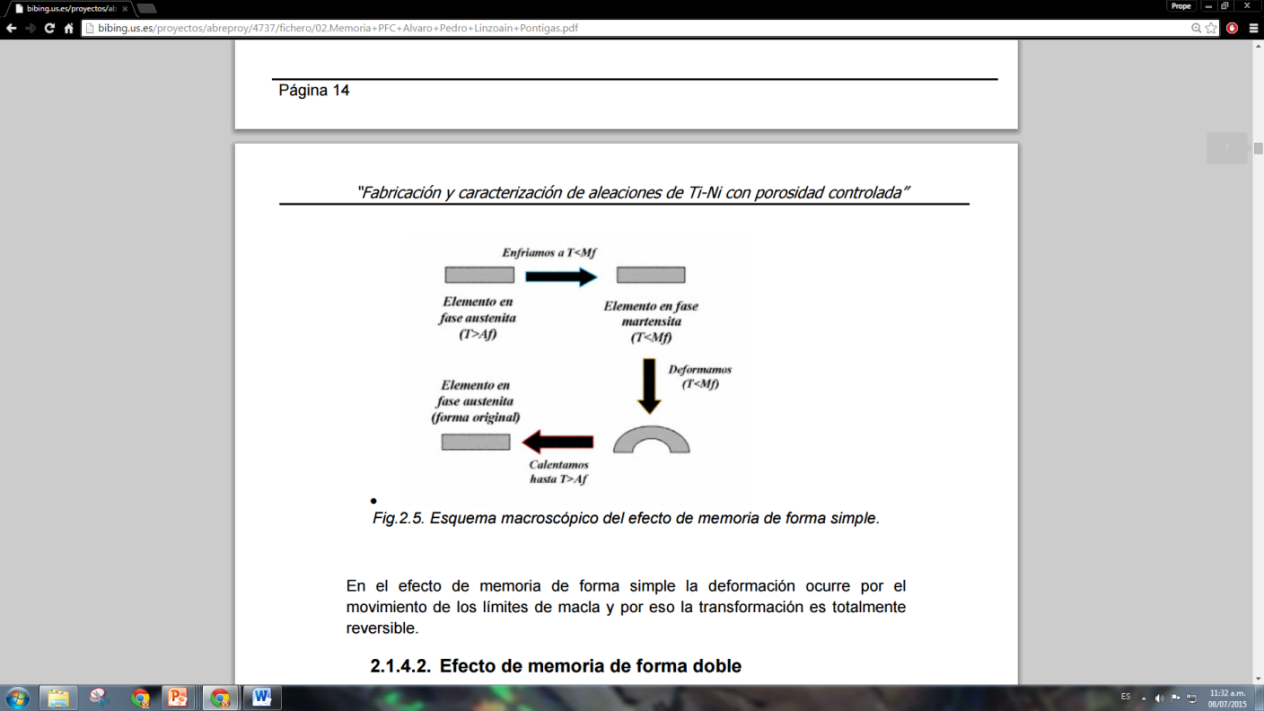 bibing.us.es/proyectos/ab
Prope
bibing.us.es/proyectos/abreproy/4737/fichero/02.Memoria+PFC+Alvaro+Pedro+Linzoain+Pontigas.pdf
Página 14
"Fabricación y caracterización de aleaciones de Ti-Ni con porosidad controlada"
Enfriamos a T<Mf
Elemento en
fase austenita
(T>Af)
Elemento en fase
martensita
(T<Mf)
Deformamos
(T<Mf)
Elemento en
fase austenita
(forma original)
Calentamos
hasta T>Af
Fig.2.5. Esquema macroscópico del efecto de memoria de forma simple.
En el efecto de memoria de forma simple la deformación ocurre por el
movimiento de los límites de macla y por eso la transformación es totalmente
reversible.
2.1.4.2. Efecto de memoria de forma doble
ES
11:32 a.m.
08/07/2015